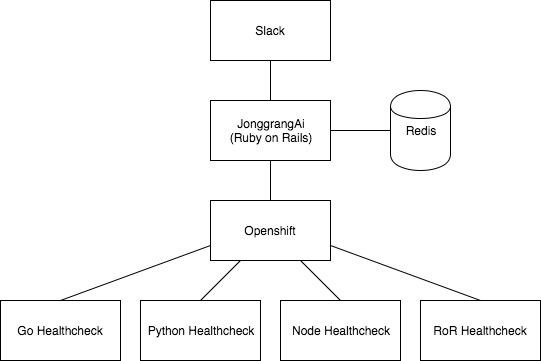 Slack
JonggrangAi
(Ruby on Rails)
Redis
Openshift
Go Healthcheck
Python Healthcheck
Node Healthcheck
RoR Healthcheck